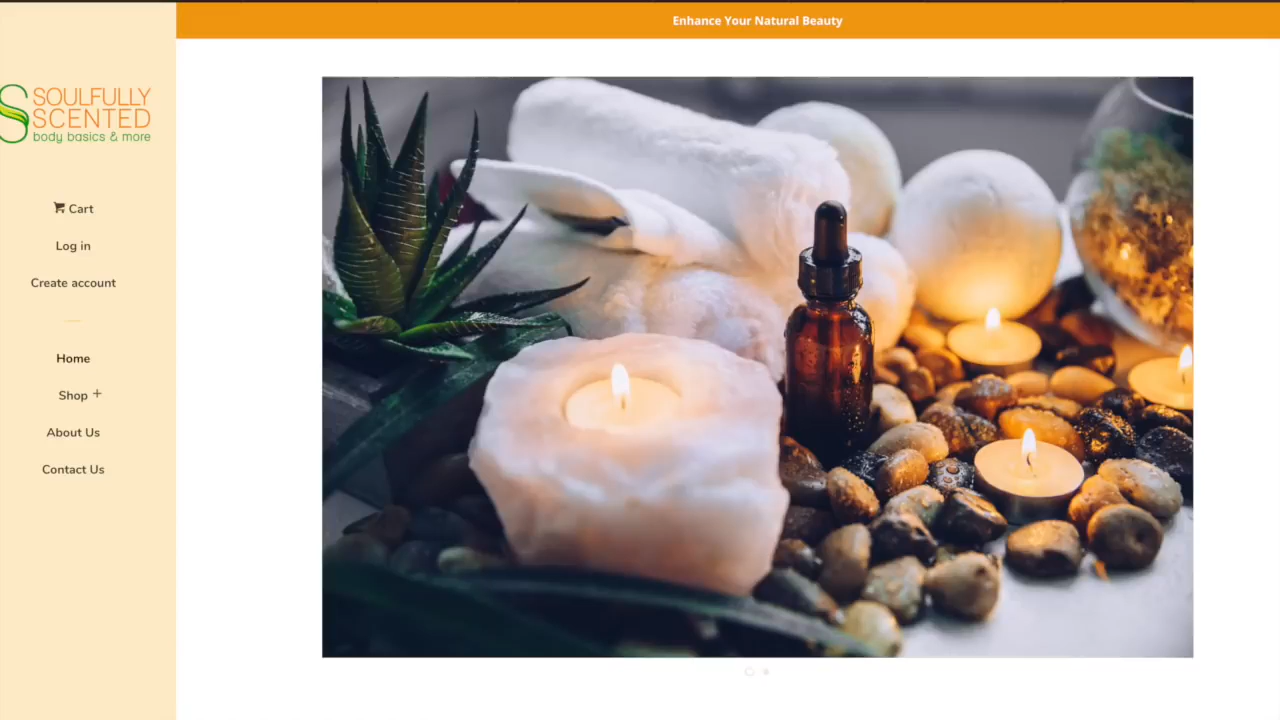 Enhance Your Natural Beauty
SOULFULLY
SCENTED
body basics & more
Cart
Log in
Create account
Home
Shop +
About Us
Contact Us